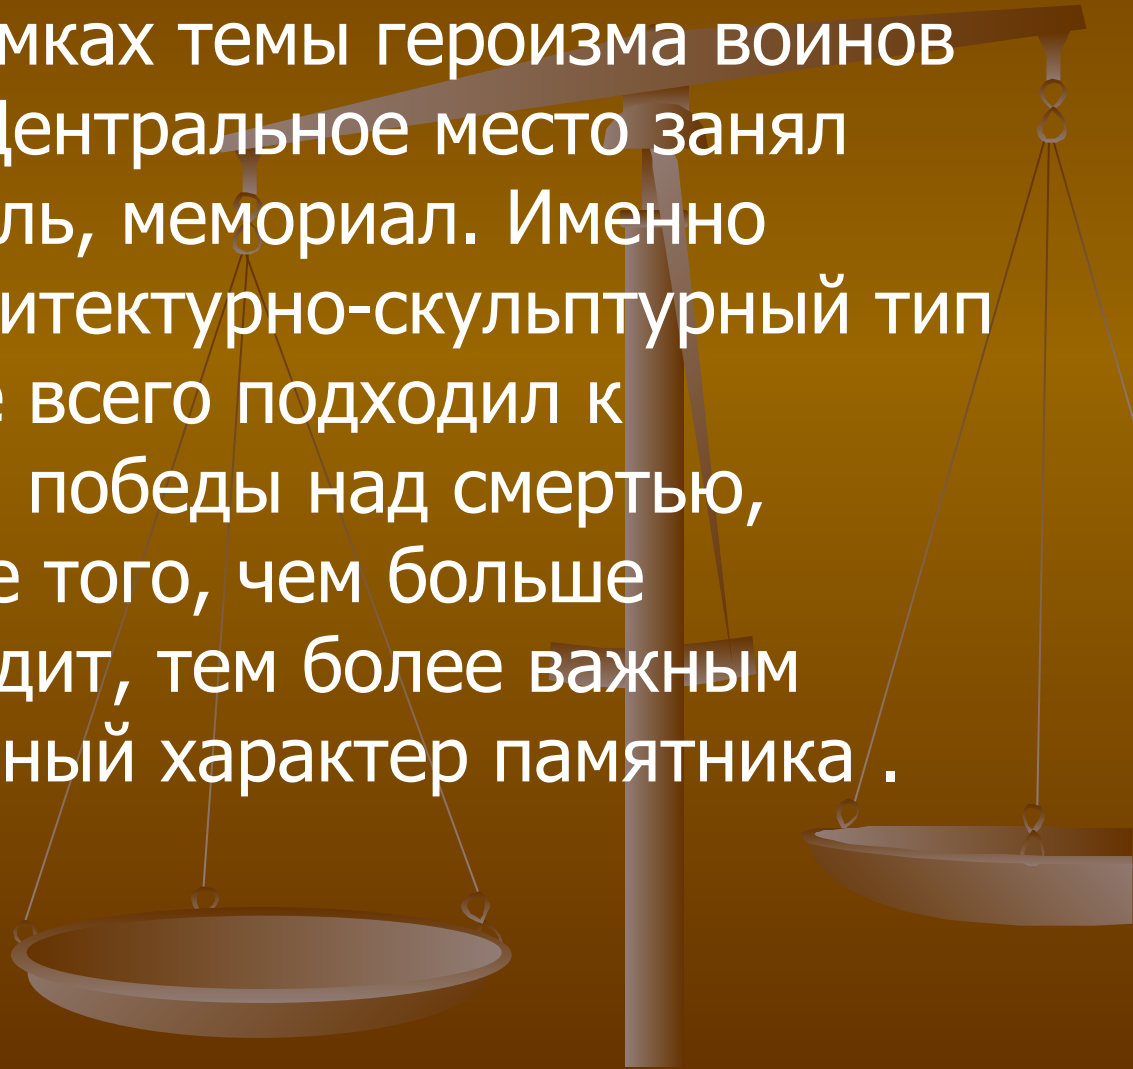 мках темы героизма воинов
Центральное место занял
ль, мемориал. Именно
итектурно-скульптурный тип
е всего подходил к
победы над смертью,
е того, чем больше
дит, тем более важным
ный характер памятника .